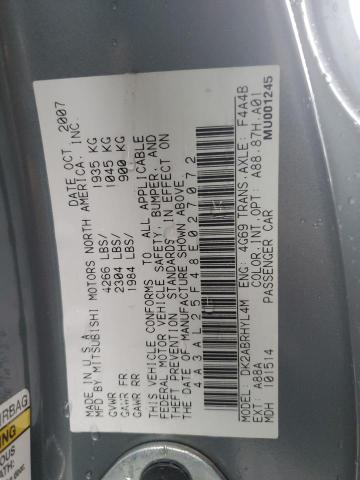 MADE IN U.S.A. DATE OCT 2007
MFD BY MITSUBISHI MOTORS NORTH AMERICA, INC.
GVWR 4266 LBS/ 1935 KG
GAWR FR 2304 LBS/ 1045 KG
GAWR RR 1984 LBS/ 900 KG
THIS VEHICLE CONFORMS TO ALL APPLICABLE
FEDERAL MOTOR VEHICLE SAFETY, BUMPER, AND
THEFT PREVENTION STANDARDS IN EFFECT ON
THE DATE OF MANUFACTURE SHOWN ABOVE
4A3AL25F48E027072
MODEL: DK2ABRHYL4M ENG: 4G69 TRANS. AXLE: F4A4B
EXT: A88A COLOR:INT:OPT: A88.87H.A01
MDH 101514 PASSENGER CAR MU001245
AIRBAG